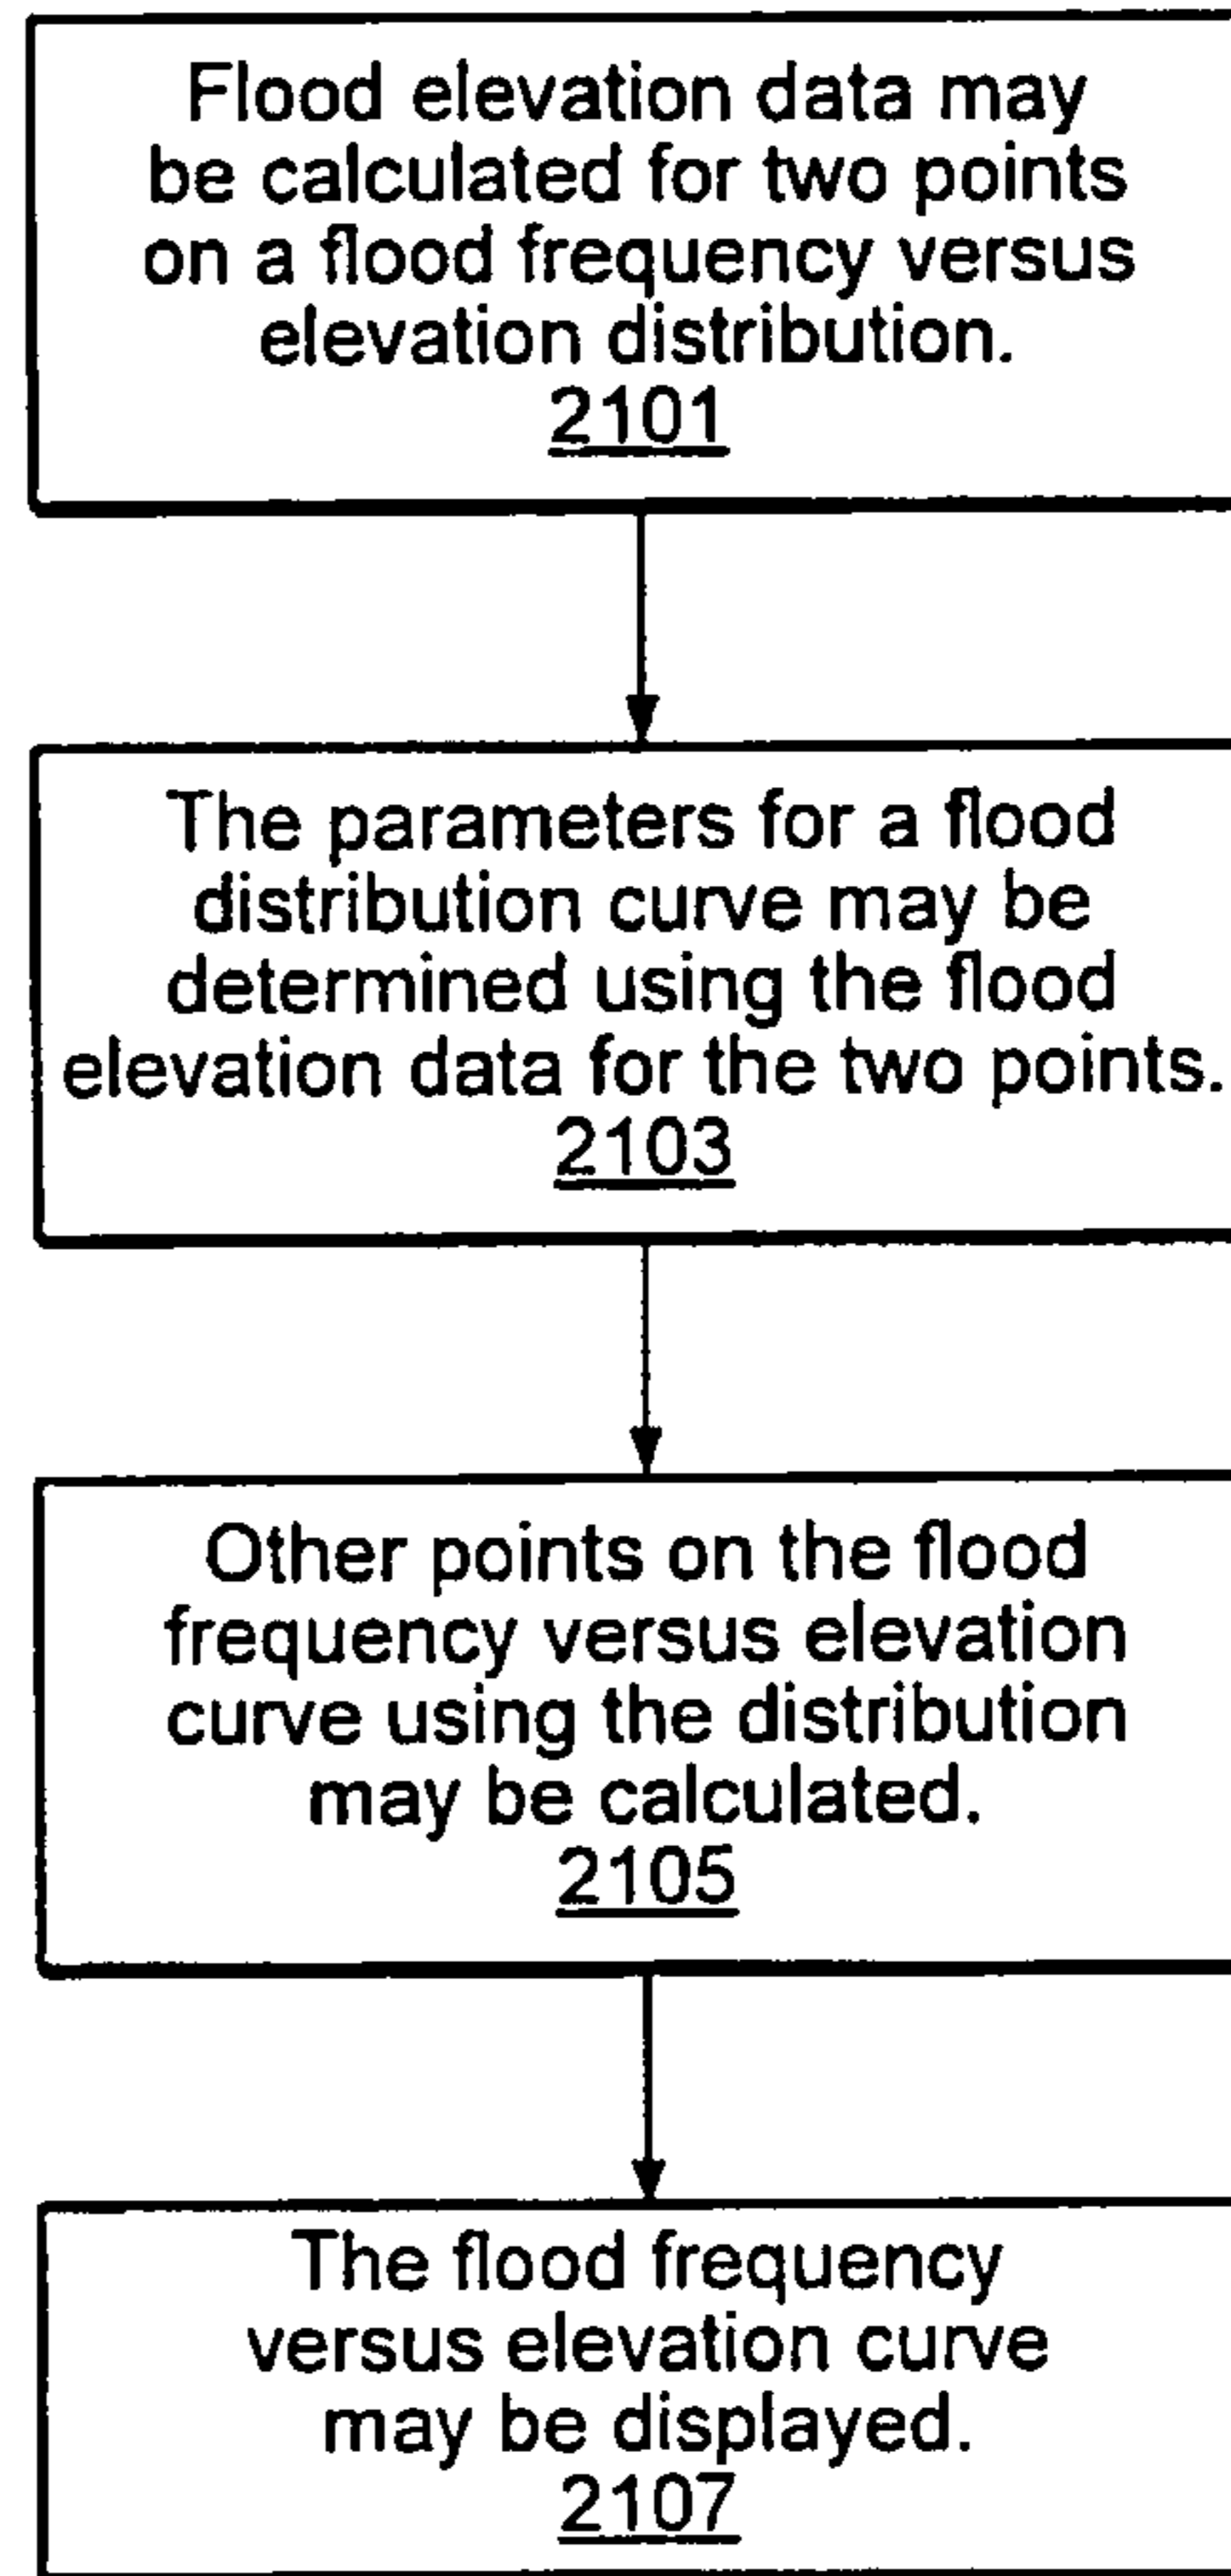 Flood elevation data may
be calculated for two points
on a flood frequency versus
elevation distribution.
2101
The parameters for a flood
distribution curve may be
determined using the flood
elevation data for the two points.
2103
Other points on the flood
frequency versus elevation
curve using the distribution
may be calculated.
2105
The flood frequency
versus elevation curve
may be displayed.
2107